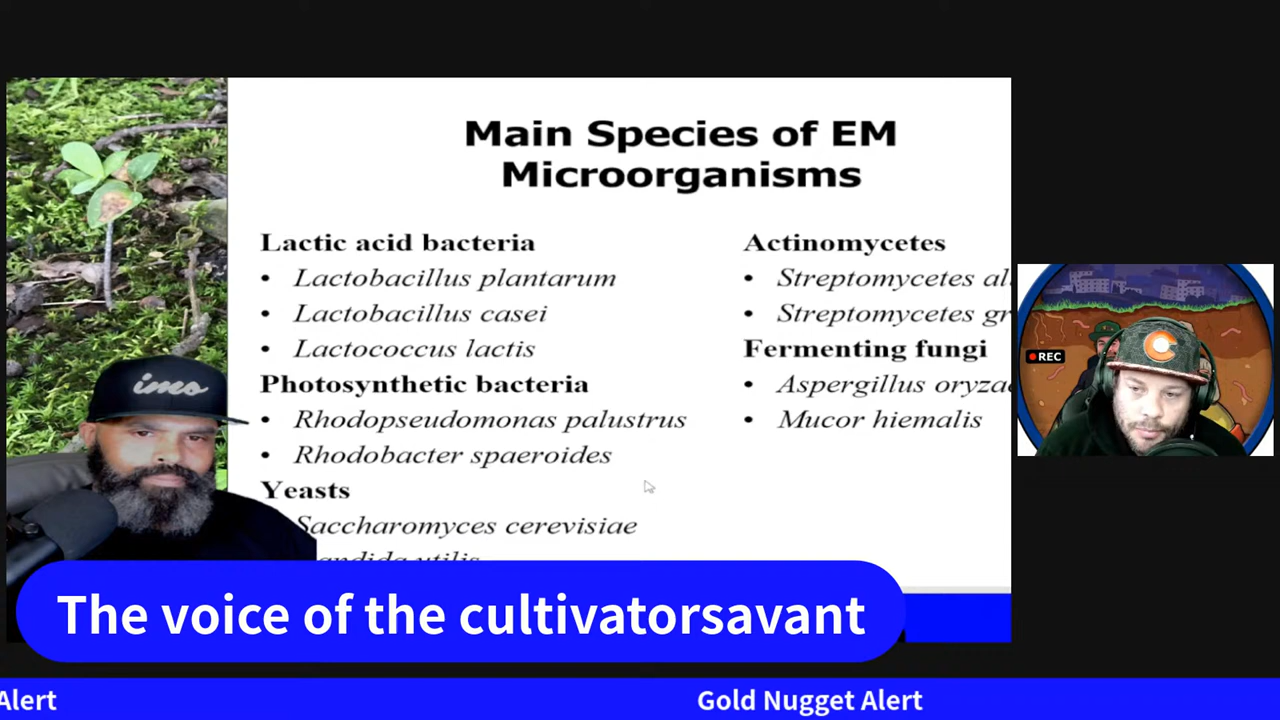 Main Species of EM
Microorganisms
Lactic acid bacteria
• Lactobacillus plantarum
• Lactobacillus casei
• Lactococcus lactis
Photosynthetic bacteria
• Rhodopseudomonas palustrus
• Rhodobacter spaeroides
Yeasts
Saccharomyces cerevisiae
Actinomycetes
• Streptomycetes
• Streptomycetes
Fermenting fungi
• Aspergillus
• Mucor hiemalis
imo
C
REC
The voice of the cultivatorsavant
Alert
Gold Nugget Alert